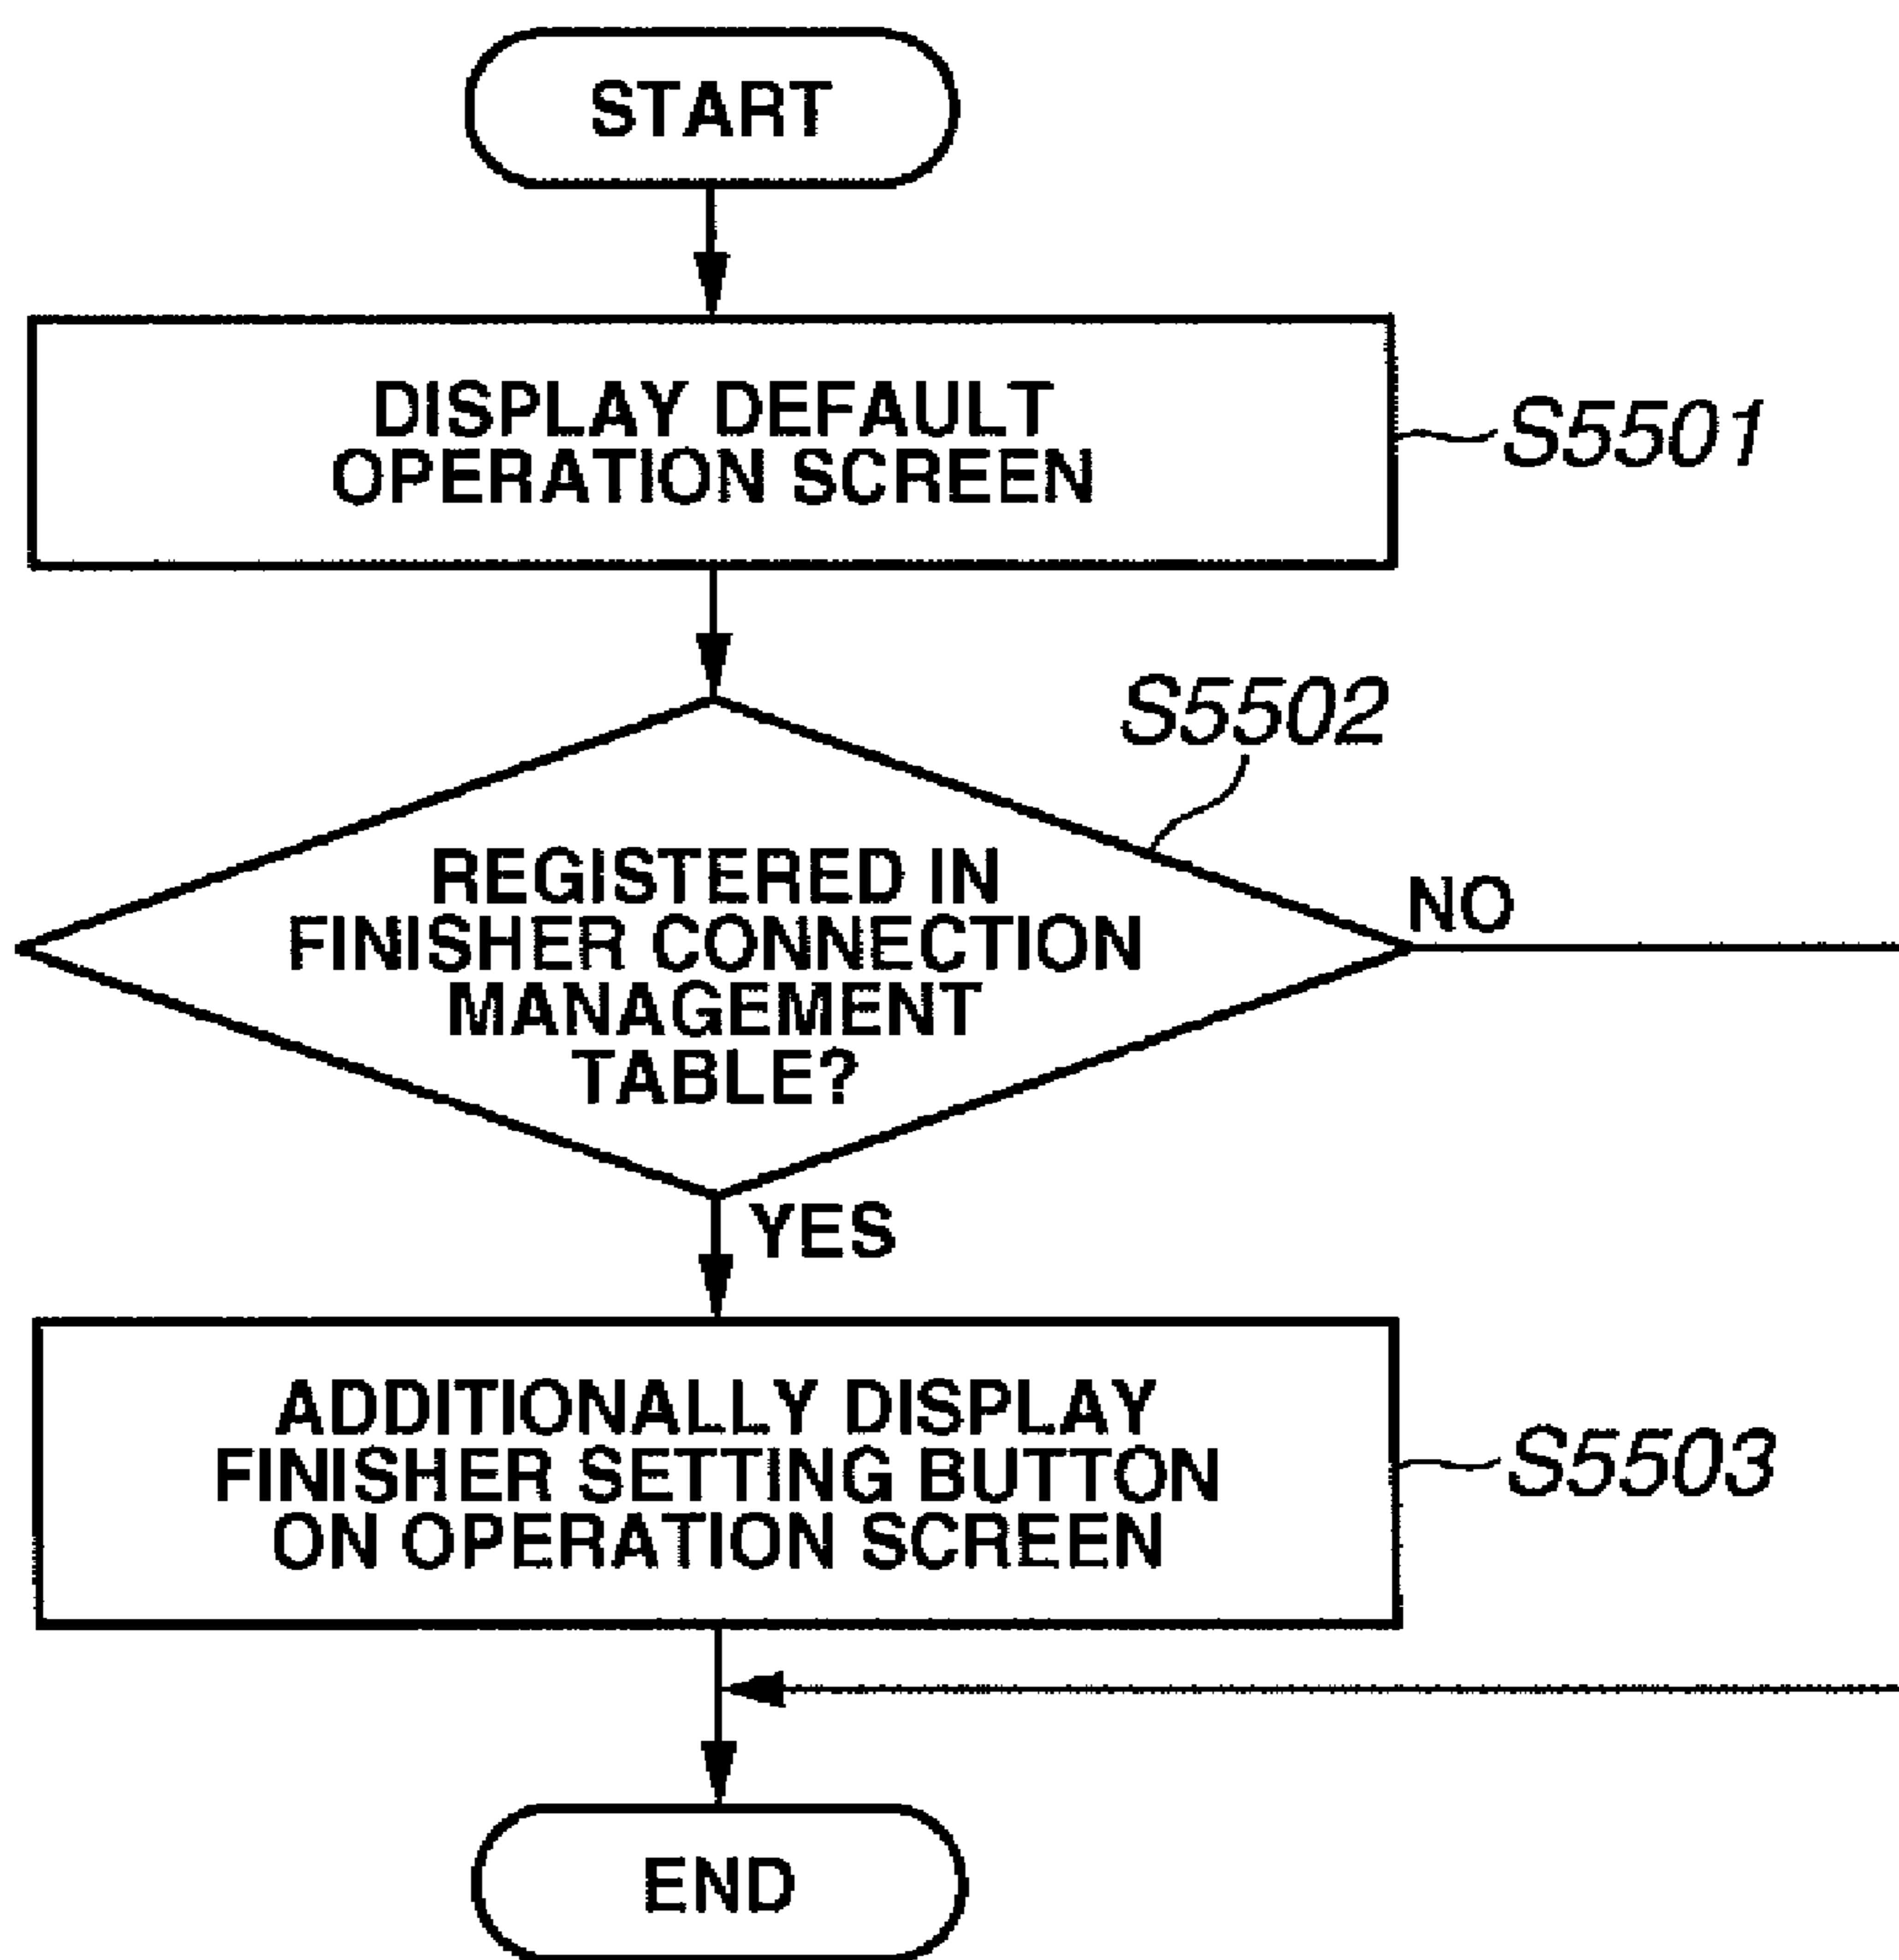 START
DISPLAY DEFAULT
OPERATION SCREEN
S5501
S5502
REGISTERED IN
FINISHER CONNECTION
MANAGEMENT
TABLE?
NO
YES
ADDITIONALLY DISPLAY
FINISHER SETTING BUTTON
ON OPERATION SCREEN
S5503
END